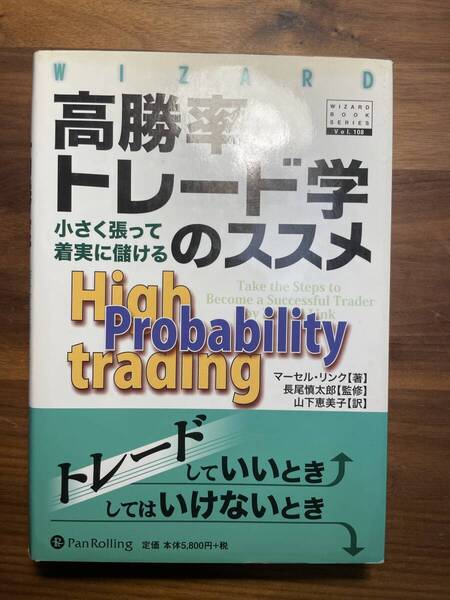 WIZARD
高勝率
トレード学
のススメ
WIZARD
BOOK
SERIES
Vol.108
小さく張って
着実に儲ける
Take the Steps to
Become a Successful Trader
by Link
High
Probability
trading
マーセル・リンク【著】
長尾慎太郎【監修】
山下恵美子【訳】
トレードしていいとき
してはいけないとき
PanRolling
定価 本体5,800円+税